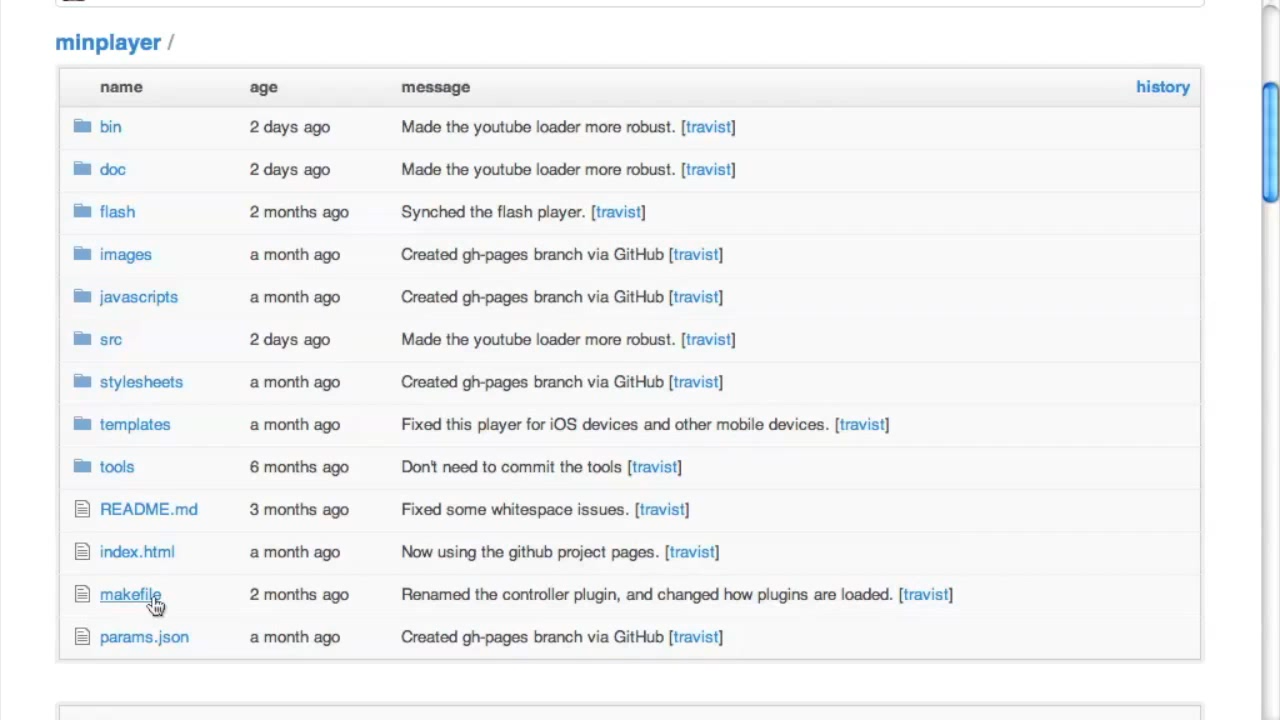 minplayer /
name age message history
bin 2 days ago Made the youtube loader more robust. [travist]
doc 2 days ago Made the youtube loader more robust. [travist]
flash 2 months ago Synched the flash player. [travist]
images a month ago Created gh-pages branch via GitHub [travist]
javascripts a month ago Created gh-pages branch via GitHub [travist]
src 2 days ago Made the youtube loader more robust. [travist]
stylesheets a month ago Created gh-pages branch via GitHub [travist]
templates a month ago Fixed this player for iOS devices and other mobile devices. [travist]
tools 6 months ago Don't need to commit the tools [travist]
README.md 3 months ago Fixed some whitespace issues. [travist]
index.html a month ago Now using the github project pages. [travist]
makefile 2 months ago Renamed the controller plugin, and changed how plugins are loaded. [travist]
params.json a month ago Created gh-pages branch via GitHub [travist]